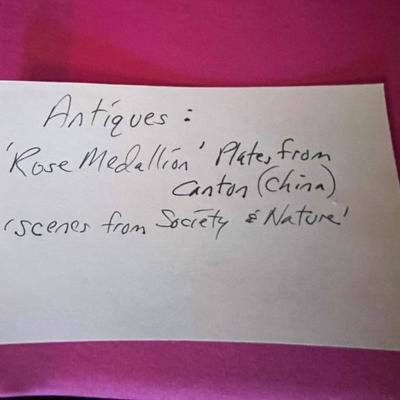 Antiques:
'Rose Medallion' Plates from
Canton (China)
'scenes from Society & Nature'